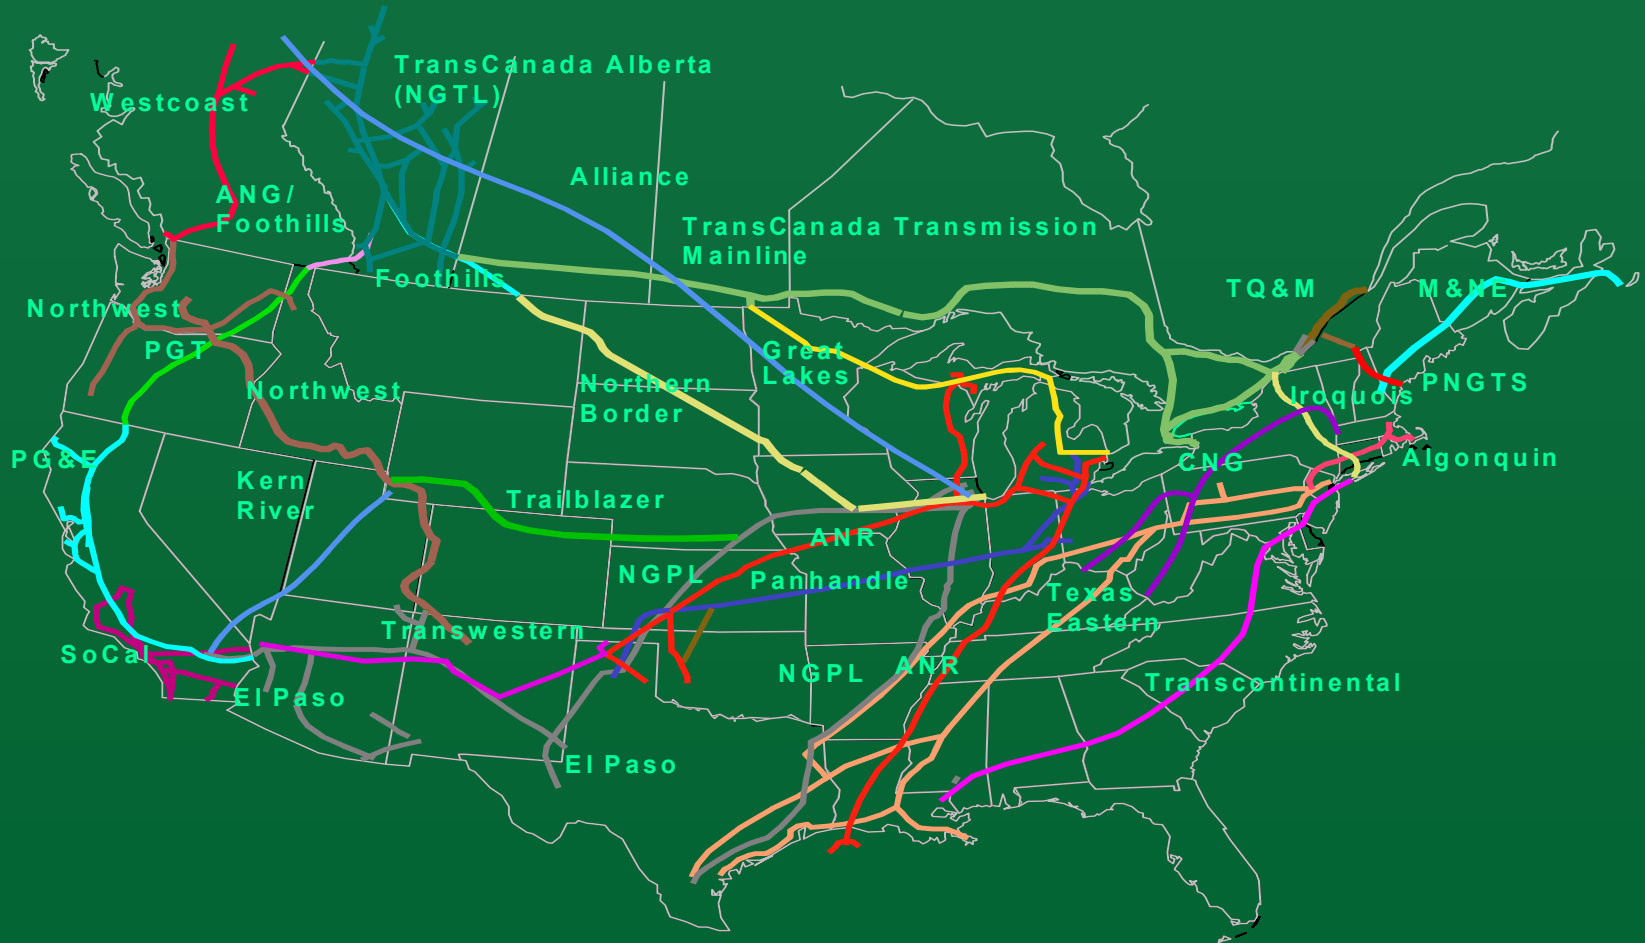 TransCanada Alberta
(NGTL)
Westcoast
Alliance
ANG/
Foothills
TransCanada Transmission
Mainline
Foothills
TQ&M
M&NE
Northwest
PGT
Great
Lakes
Northwest
Northern
Border
PNGTS
Iroquois
PG&E
CNG
Algonquin
Kern
River
Trailblazer
ANR
NGPL
Panhandle
Texas
Eastern
Transwestern
SoCal
NGPL
ANR
Transcontinental
El Paso
El Paso